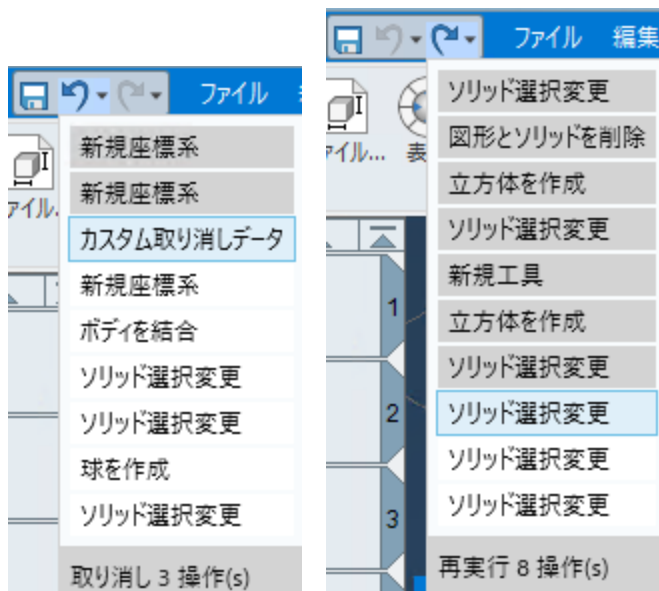 ファイル
ァイル.
新規座標系
新規座標系
カスタム取り消しデータ
新規座標系
ボディを結合
ソリッド選択変更
ソリッド選択変更
球を作成
ソリッド選択変更
取り消し 3 操作(s)
ファイル 編集
ァイル... 表
ソリッド選択変更
図形とソリッドを削除
立方体を作成
ソリッド選択変更
新規工具
立方体を作成
ソリッド選択変更
ソリッド選択変更
ソリッド選択変更
ソリッド選択変更
再実行 8 操作(s)
1
2
3